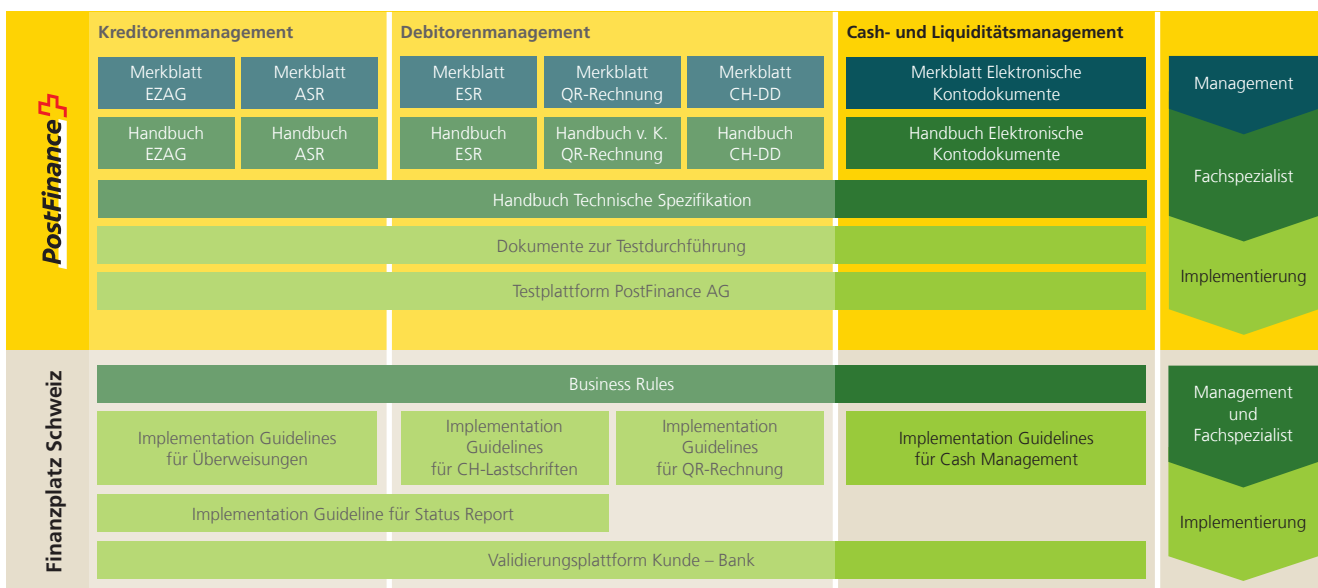 Kreditorenmanagement
Debitorenmanagement
Cash- und Liquiditätsmanagement
PostFinance
Merkblatt
EZAG
Merkblatt
ASR
Merkblatt
ESR
Merkblatt
QR-Rechnung
Merkblatt
CH-DD
Merkblatt Elektronische
Kontodokumente
Management
Handbuch
EZAG
Handbuch
ASR
Handbuch
ESR
Handbuch v. K.
QR-Rechnung
Handbuch
CH-DD
Handbuch Elektronische
Kontodokumente
Fachspezialist
Handbuch Technische Spezifikation
Dokumente zur Testdurchführung
Testplattform PostFinance AG
Implementierung
Finanzplatz Schweiz
Business Rules
Management
und
Fachspezialist
Implementation Guidelines
für Überweisungen
Implementation
Guidelines
für CH-Lastschriften
Implementation
Guidelines
für QR-Rechnung
Implementation Guidelines
für Cash Management
Implementation Guideline für Status Report
Implementierung
Validierungsplattform Kunde – Bank